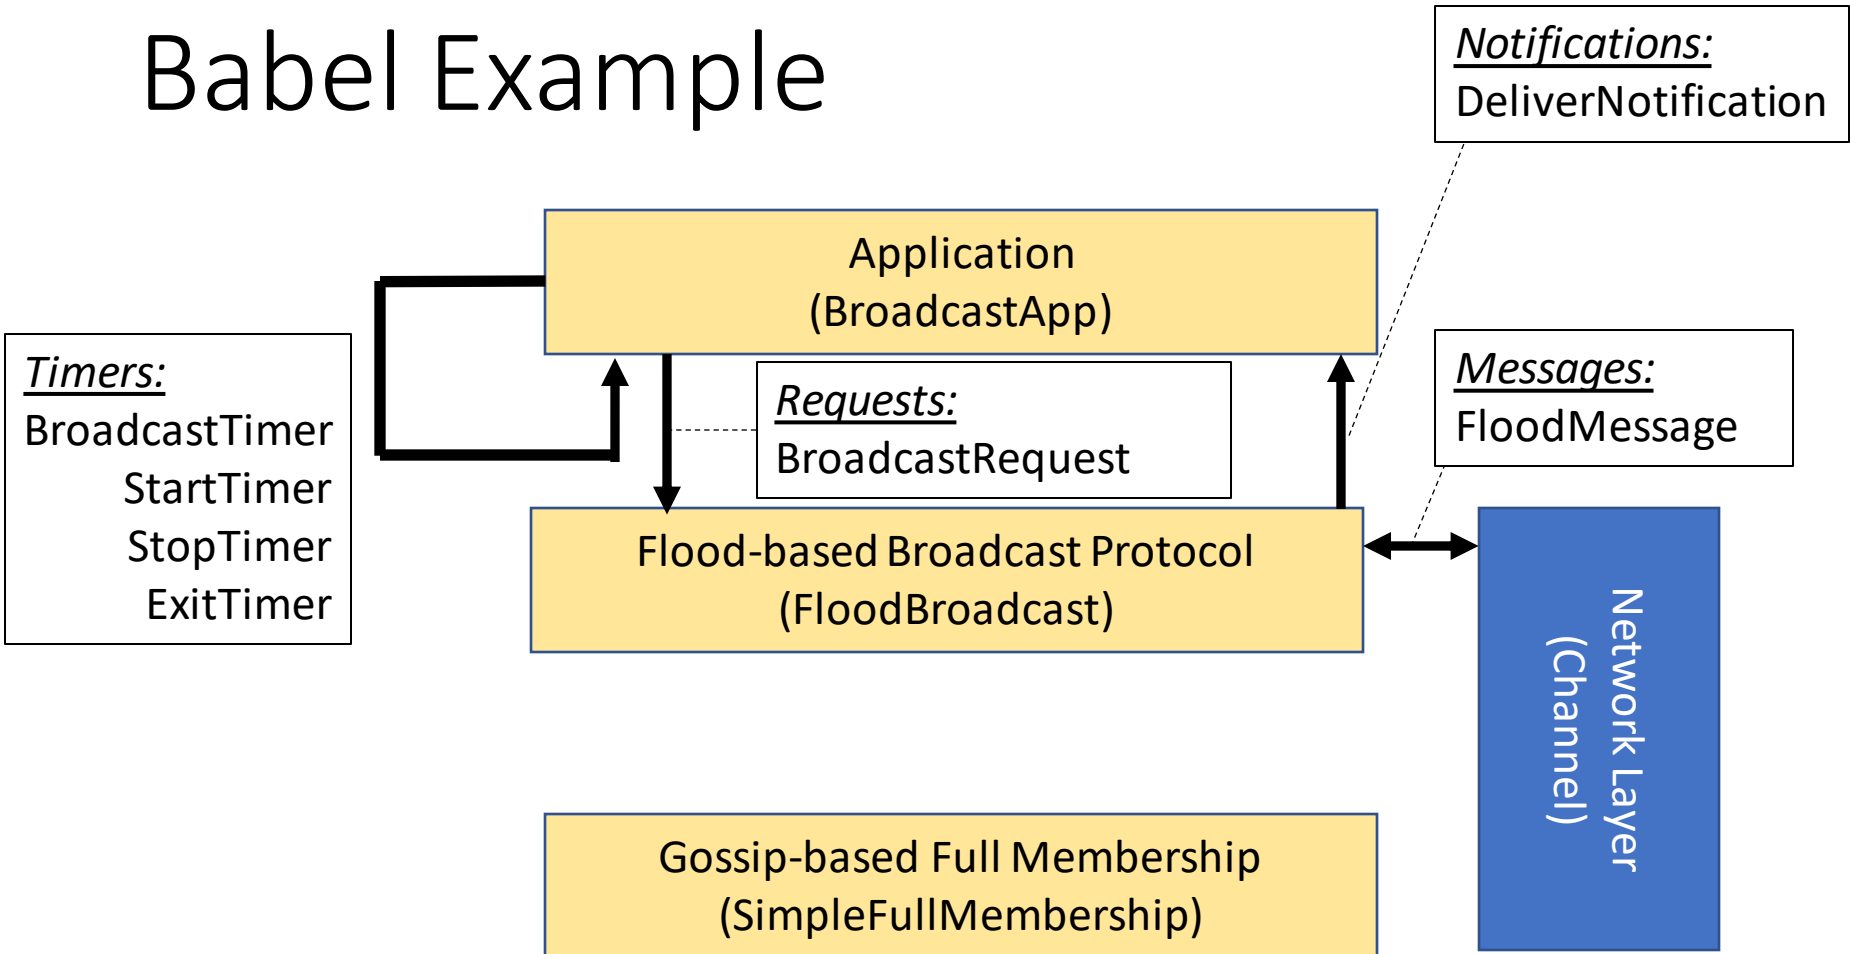 Babel Example
Notifications:
DeliverNotification
Application
(BroadcastApp)
Timers:
BroadcastTimer
StartTimer
StopTimer
ExitTimer
Requests:
BroadcastRequest
Messages:
FloodMessage
Flood-based Broadcast Protocol
(FloodBroadcast)
Network Layer
(Channel)
Gossip-based Full Membership
(SimpleFullMembership)